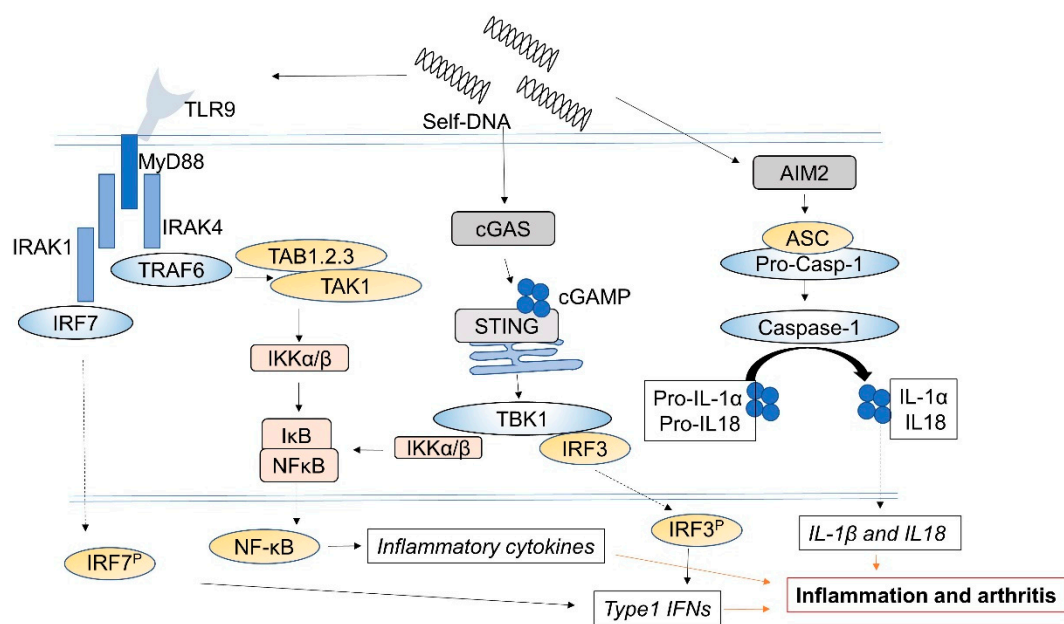 TLR9
Self-DNA
MyD88
AIM2
IRAK4
cGAS
ASC
IRAK1
TAB1.2.3
Pro-Casp-1
TRAF6
TAK1
cGAMP
IRF7
STING
Caspase-1
IKKα/β
Pro-IL-1α
Pro-IL18
IL-1α
IL18
TBK1
IκB
NFκB
IKKα/β
IRF3
IRF3ᴾ
IL-1β and IL18
NF-κB
Inflammatory cytokines
IRF7ᴾ
Type1 IFNs
Inflammation and arthritis